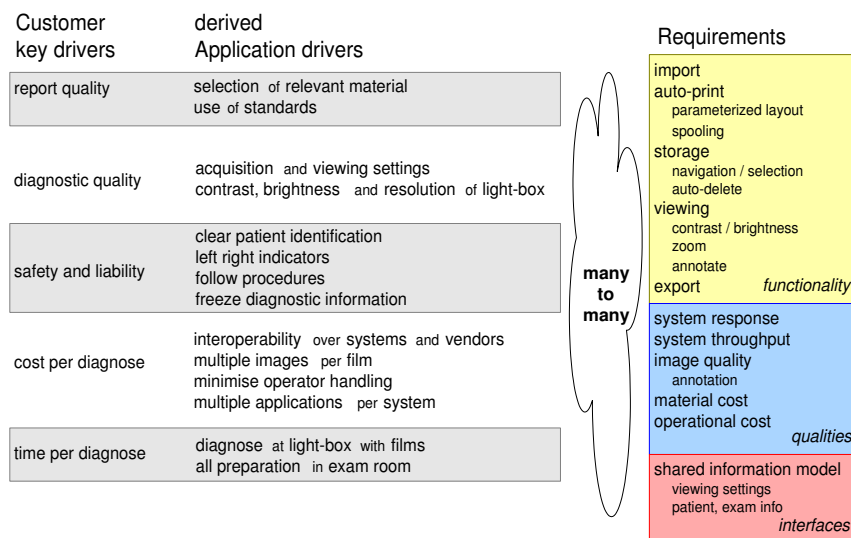 Customer
key drivers
derived
Application drivers
report quality
selection of relevant material
use of standards
diagnostic quality
acquisition and viewing settings
contrast, brightness and resolution of light-box
safety and liability
clear patient identification
left right indicators
follow procedures
freeze diagnostic information
cost per diagnose
interoperability over systems and vendors
multiple images per film
minimise operator handling
multiple applications per system
time per diagnose
diagnose at light-box with films
all preparation in exam room
many
to
many
Requirements
import
auto-print
parameterized layout
spooling
storage
navigation / selection
auto-delete
viewing
contrast / brightness
zoom
annotate
export functionality
system response
system throughput
image quality
annotation
material cost
operational cost
qualities
shared information model
viewing settings
patient, exam info
interfaces